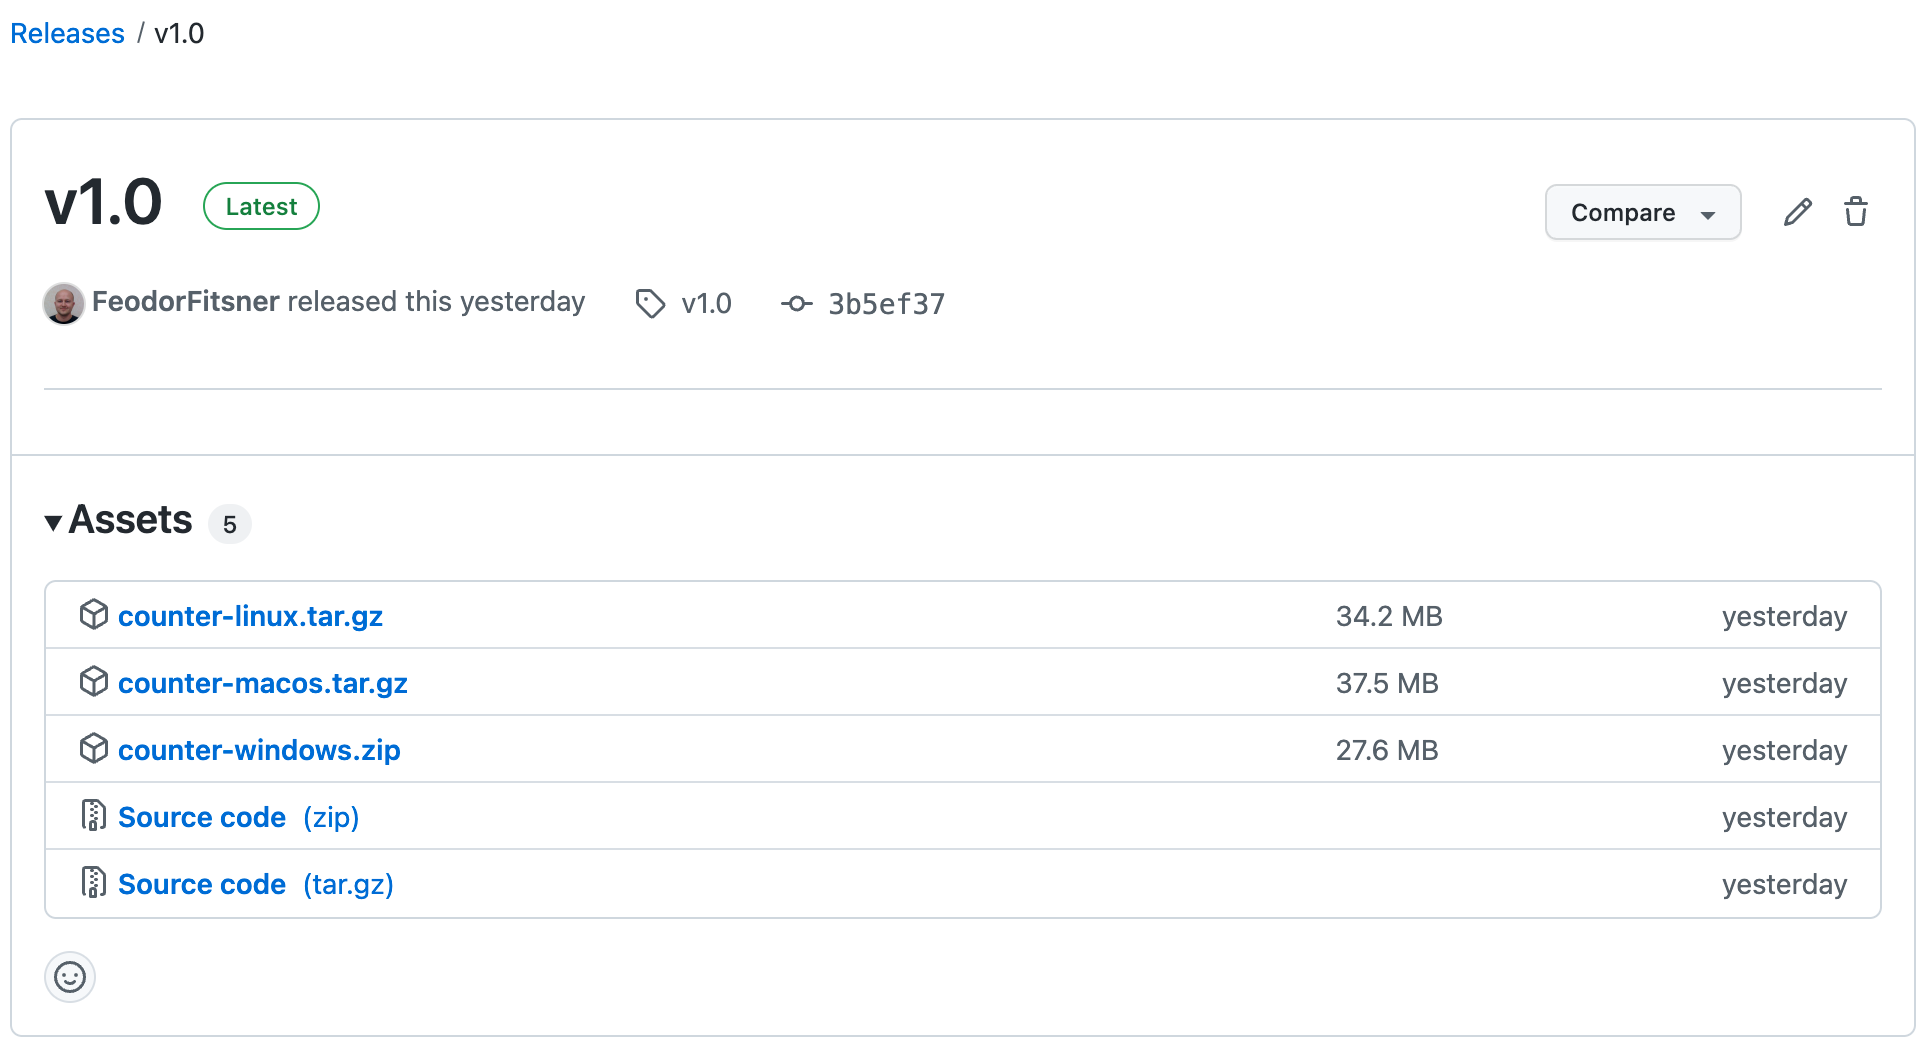 Releases / v1.0
v1.0 Latest Compare
FeodorFitsner released this yesterday v1.0 3b5ef37
Assets 5
counter-linux.tar.gz 34.2 MB yesterday
counter-macos.tar.gz 37.5 MB yesterday
counter-windows.zip 27.6 MB yesterday
Source code (zip) yesterday
Source code (tar.gz) yesterday